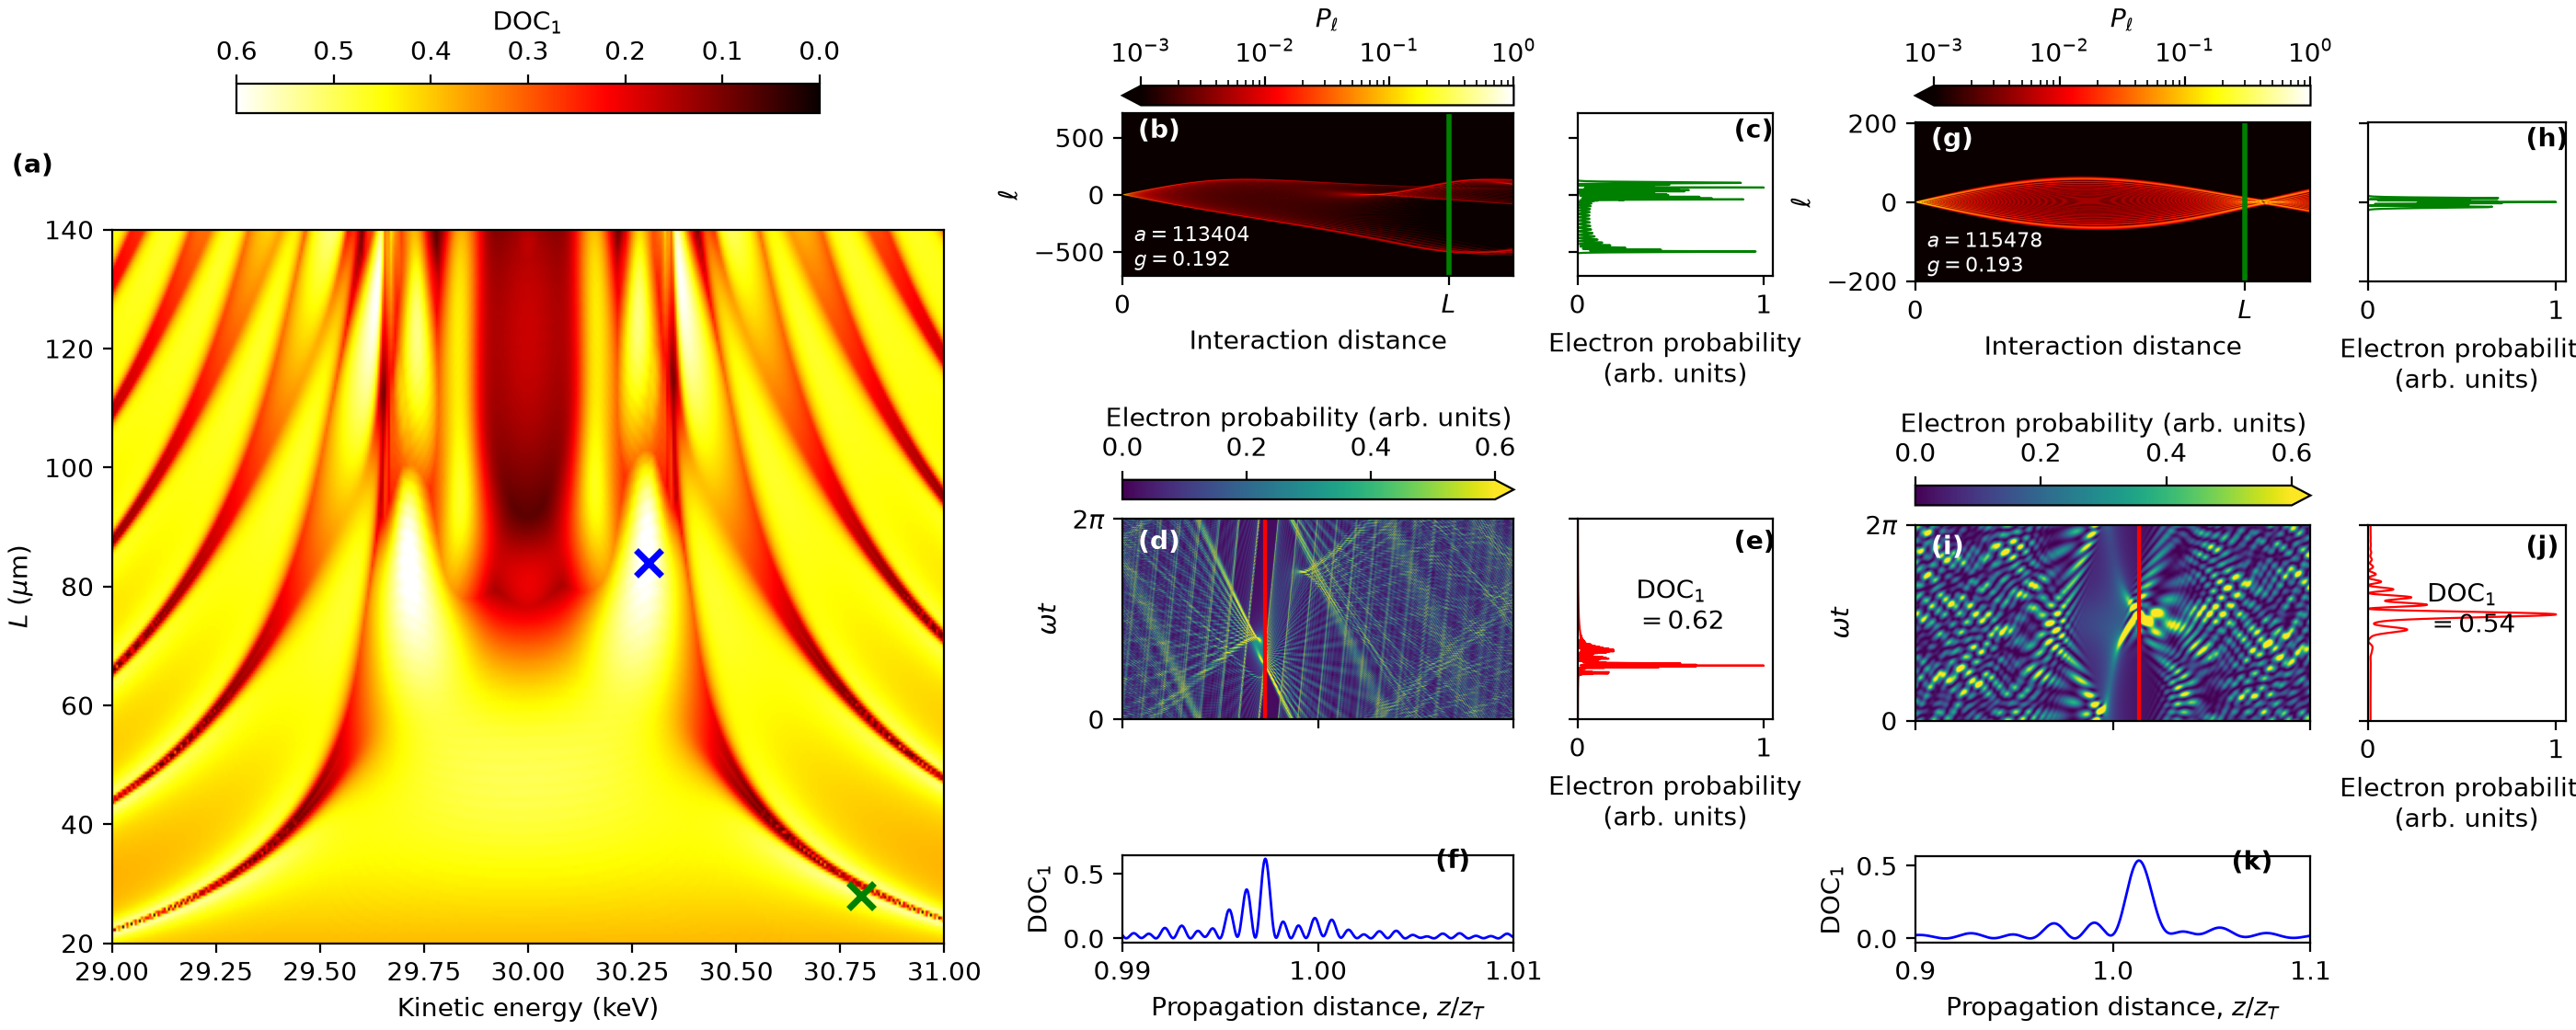 DOC₁
0.6 0.5 0.4 0.3 0.2 0.1 0.0
(a)
140
120
100
80
60
40
20
L (μm)
29.00 29.25 29.50 29.75 30.00 30.25 30.50 30.75 31.00
Kinetic energy (keV)
Pℓ
10⁻³ 10⁻² 10⁻¹ 10⁰
(b)
500
0
−500
ℓ
a = 113404
g = 0.192
0 L
Interaction distance
(c)
0 1
Electron probability
(arb. units)
Electron probability (arb. units)
0.0 0.2 0.4 0.6
(d)
2π
0
ωt
(e)
DOC₁
= 0.62
0 1
Electron probability
(arb. units)
(f)
DOC₁
0.5
0.0
0.99 1.00 1.01
Propagation distance, z/z_T
Pℓ
10⁻³ 10⁻² 10⁻¹ 10⁰
(g)
200
0
−200
ℓ
a = 115478
g = 0.193
0 L
Interaction distance
(h)
0 1
Electron probabilit
(arb. units)
Electron probability (arb. units)
0.0 0.2 0.4 0.6
(i)
2π
0
ωt
(j)
DOC₁
= 0.54
0 1
Electron probabilit
(arb. units)
(k)
DOC₁
0.5
0.0
0.9 1.0 1.1
Propagation distance, z/z_T